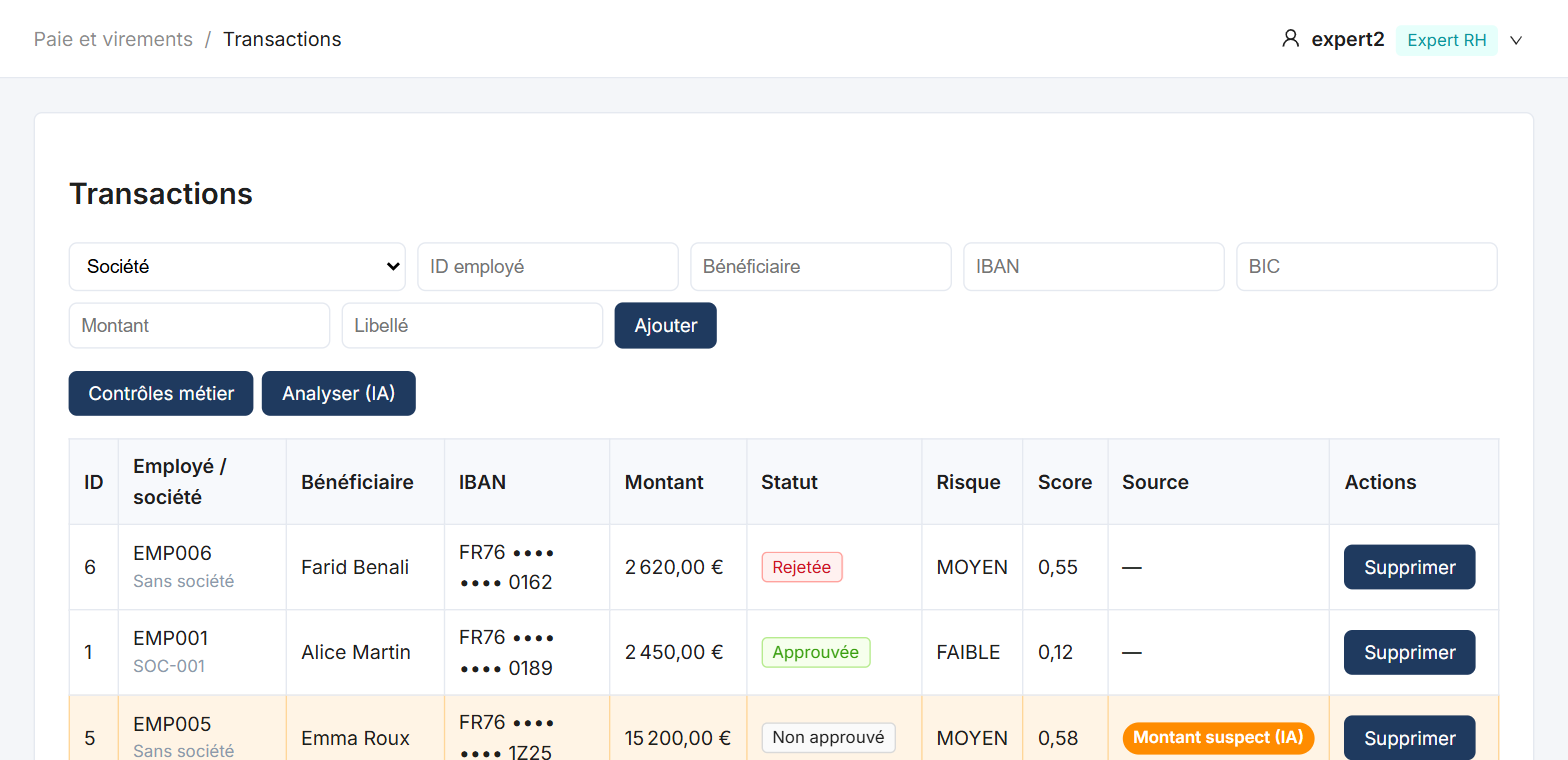 Paie et virements / Transactions
expert2 Expert RH
Transactions
Société ID employé Bénéficiaire IBAN BIC
Montant Libellé Ajouter
Contrôles métier Analyser (IA)
ID Employé / société Bénéficiaire IBAN Montant Statut Risque Score Source Actions
6 EMP006 Sans société Farid Benali FR76 •••• •••• 0162 2 620,00 € Rejetée MOYEN 0,55 — Supprimer
1 EMP001 SOC-001 Alice Martin FR76 •••• •••• 0189 2 450,00 € Approuvée FAIBLE 0,12 — Supprimer
5 EMP005 Sans société Emma Roux FR76 •••• •••• 1Z25 15 200,00 € Non approuvé MOYEN 0,58 Montant suspect (IA) Supprimer